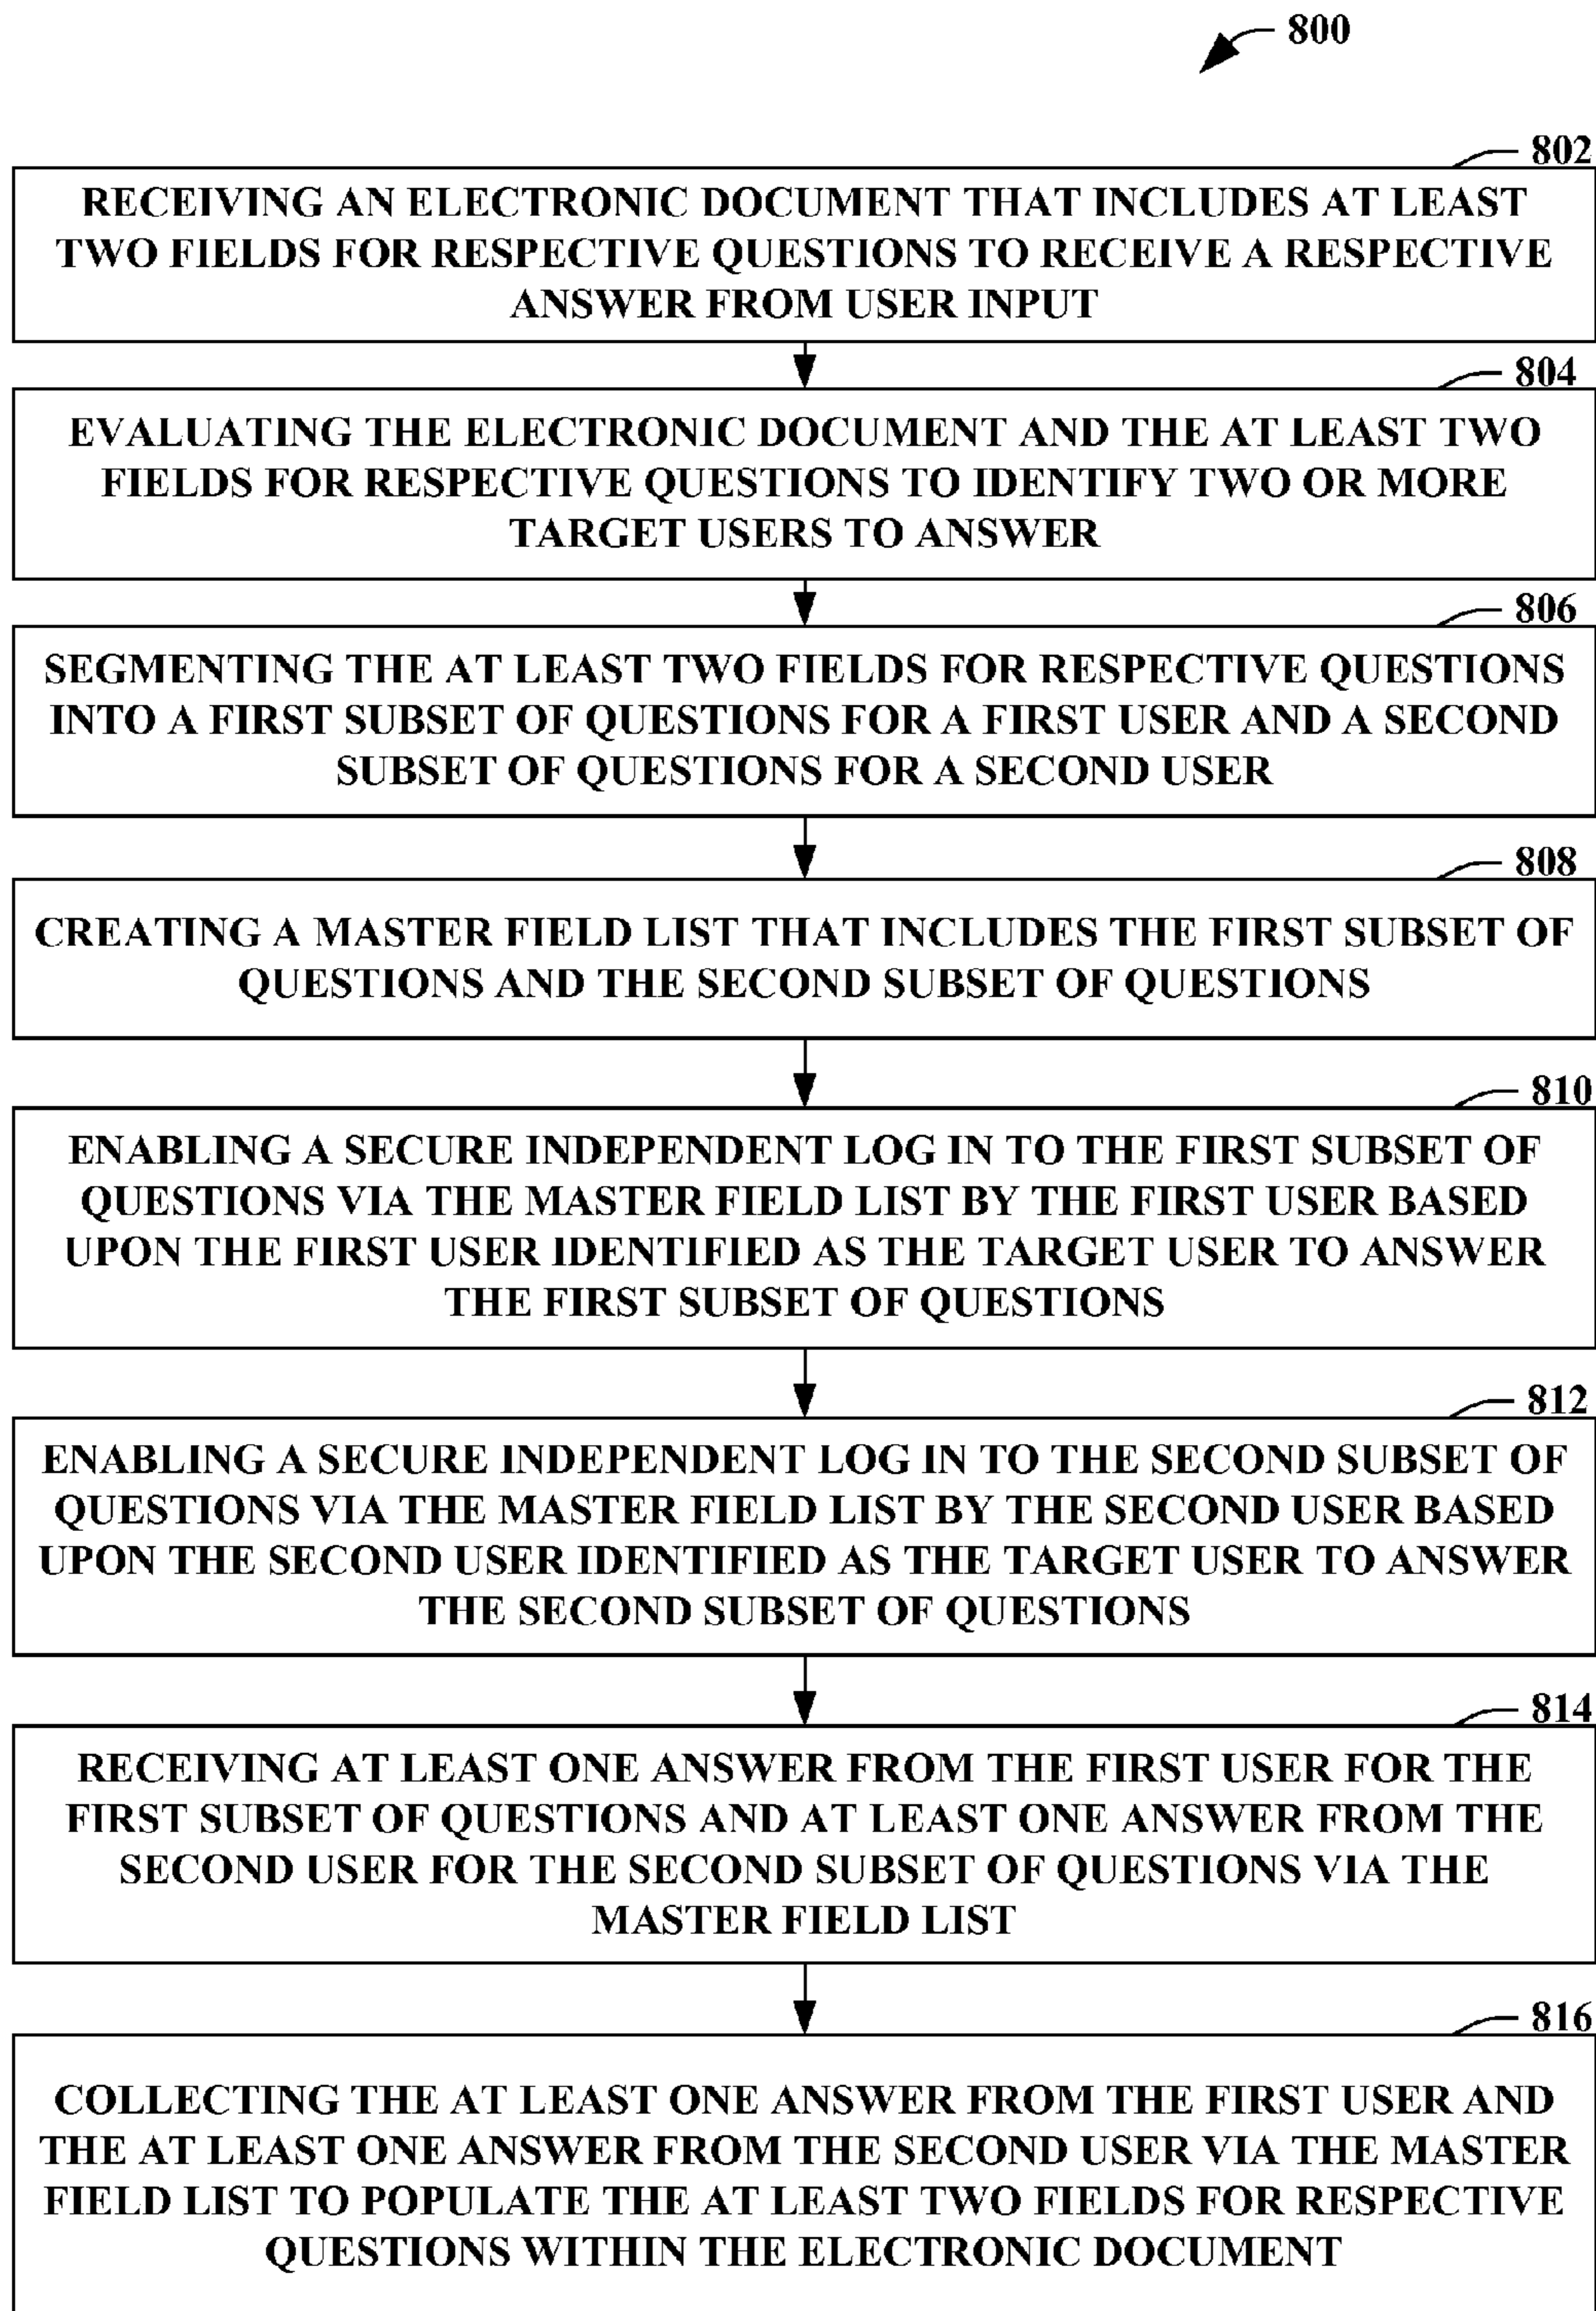 800
802
RECEIVING AN ELECTRONIC DOCUMENT THAT INCLUDES AT LEAST
TWO FIELDS FOR RESPECTIVE QUESTIONS TO RECEIVE A RESPECTIVE
ANSWER FROM USER INPUT
804
EVALUATING THE ELECTRONIC DOCUMENT AND THE AT LEAST TWO
FIELDS FOR RESPECTIVE QUESTIONS TO IDENTIFY TWO OR MORE
TARGET USERS TO ANSWER
806
SEGMENTING THE AT LEAST TWO FIELDS FOR RESPECTIVE QUESTIONS
INTO A FIRST SUBSET OF QUESTIONS FOR A FIRST USER AND A SECOND
SUBSET OF QUESTIONS FOR A SECOND USER
808
CREATING A MASTER FIELD LIST THAT INCLUDES THE FIRST SUBSET OF
QUESTIONS AND THE SECOND SUBSET OF QUESTIONS
810
ENABLING A SECURE INDEPENDENT LOG IN TO THE FIRST SUBSET OF
QUESTIONS VIA THE MASTER FIELD LIST BY THE FIRST USER BASED
UPON THE FIRST USER IDENTIFIED AS THE TARGET USER TO ANSWER
THE FIRST SUBSET OF QUESTIONS
812
ENABLING A SECURE INDEPENDENT LOG IN TO THE SECOND SUBSET OF
QUESTIONS VIA THE MASTER FIELD LIST BY THE SECOND USER BASED
UPON THE SECOND USER IDENTIFIED AS THE TARGET USER TO ANSWER
THE SECOND SUBSET OF QUESTIONS
814
RECEIVING AT LEAST ONE ANSWER FROM THE FIRST USER FOR THE
FIRST SUBSET OF QUESTIONS AND AT LEAST ONE ANSWER FROM THE
SECOND USER FOR THE SECOND SUBSET OF QUESTIONS VIA THE
MASTER FIELD LIST
816
COLLECTING THE AT LEAST ONE ANSWER FROM THE FIRST USER AND
THE AT LEAST ONE ANSWER FROM THE SECOND USER VIA THE MASTER
FIELD LIST TO POPULATE THE AT LEAST TWO FIELDS FOR RESPECTIVE
QUESTIONS WITHIN THE ELECTRONIC DOCUMENT